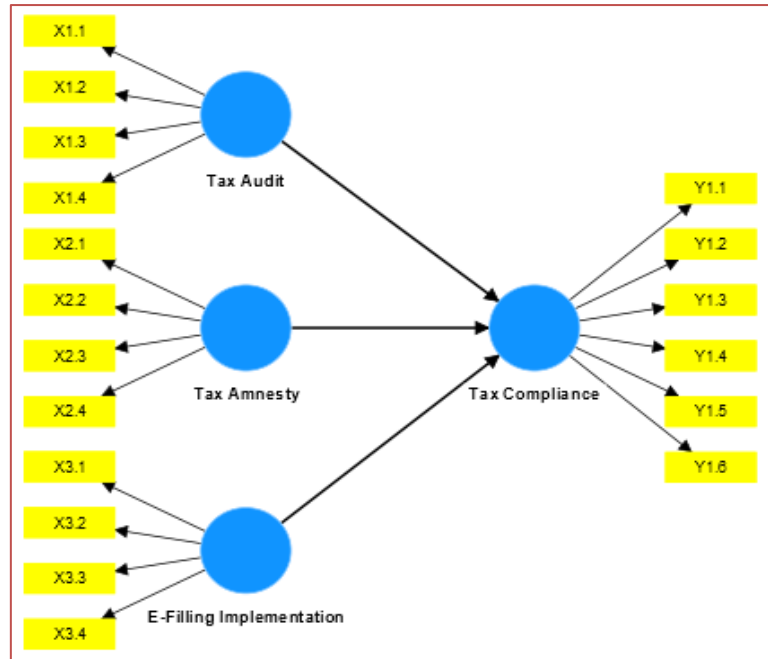 X1.1
X1.2
X1.3
X1.4
Tax Audit
X2.1
X2.2
X2.3
X2.4
Tax Amnesty
X3.1
X3.2
X3.3
X3.4
E-Filling Implementation
Tax Compliance
Y1.1
Y1.2
Y1.3
Y1.4
Y1.5
Y1.6